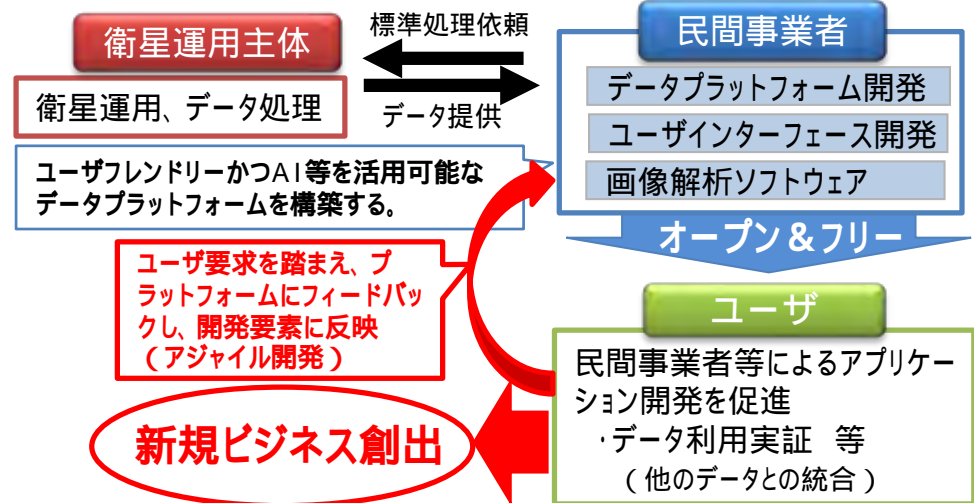 衛星運用主体
衛星運用、データ処理
標準処理依頼
データ提供
民間事業者
データプラットフォーム開発
ユーザインターフェース開発
画像解析ソフトウェア
ユーザフレンドリーかつAI等を活用可能な
データプラットフォームを構築する。
オープン&フリー
ユーザ要求を踏まえ、プ
ラットフォームにフィードバッ
クし、開発要素に反映
（アジャイル開発）
ユーザ
民間事業者等によるアプリケー
ション開発を促進
・データ利用実証　等
（他のデータとの統合）
新規ビジネス創出